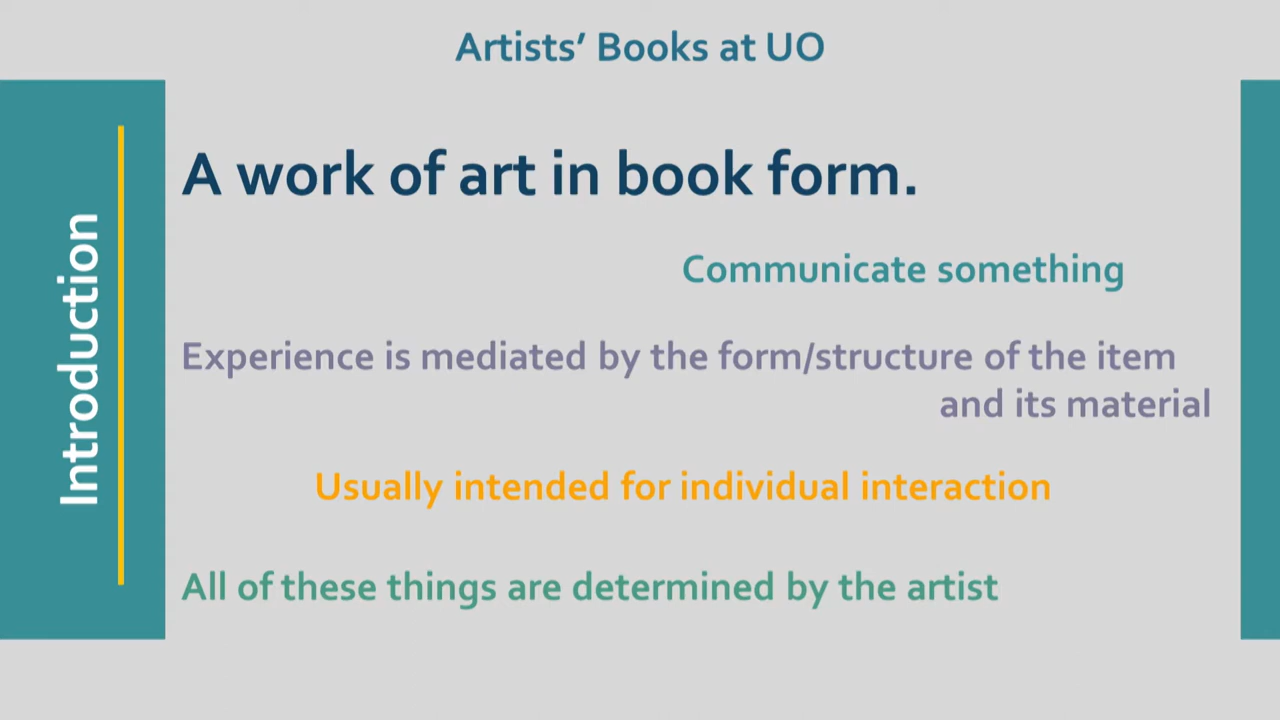 Artists’ Books at UO
Introduction
A work of art in book form.
Communicate something
Experience is mediated by the form/structure of the item
and its material
Usually intended for individual interaction
All of these things are determined by the artist